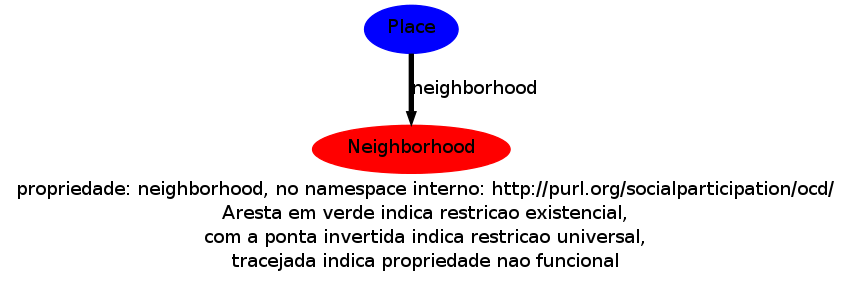 Place
neighborhood
Neighborhood
propriedade: neighborhood, no namespace interno: http://purl.org/socialparticipation/ocd/
Aresta em verde indica restricao existencial,
com a ponta invertida indica restricao universal,
tracejada indica propriedade nao funcional